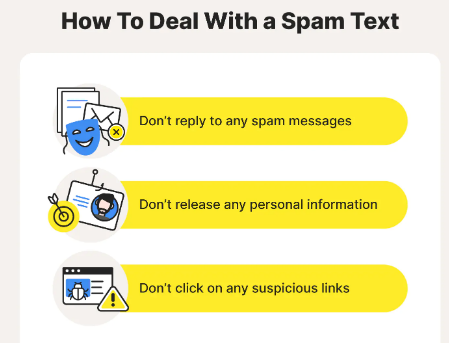 How To Deal With a Spam Text
Don't reply to any spam messages
Don't release any personal information
Don't click on any suspicious links